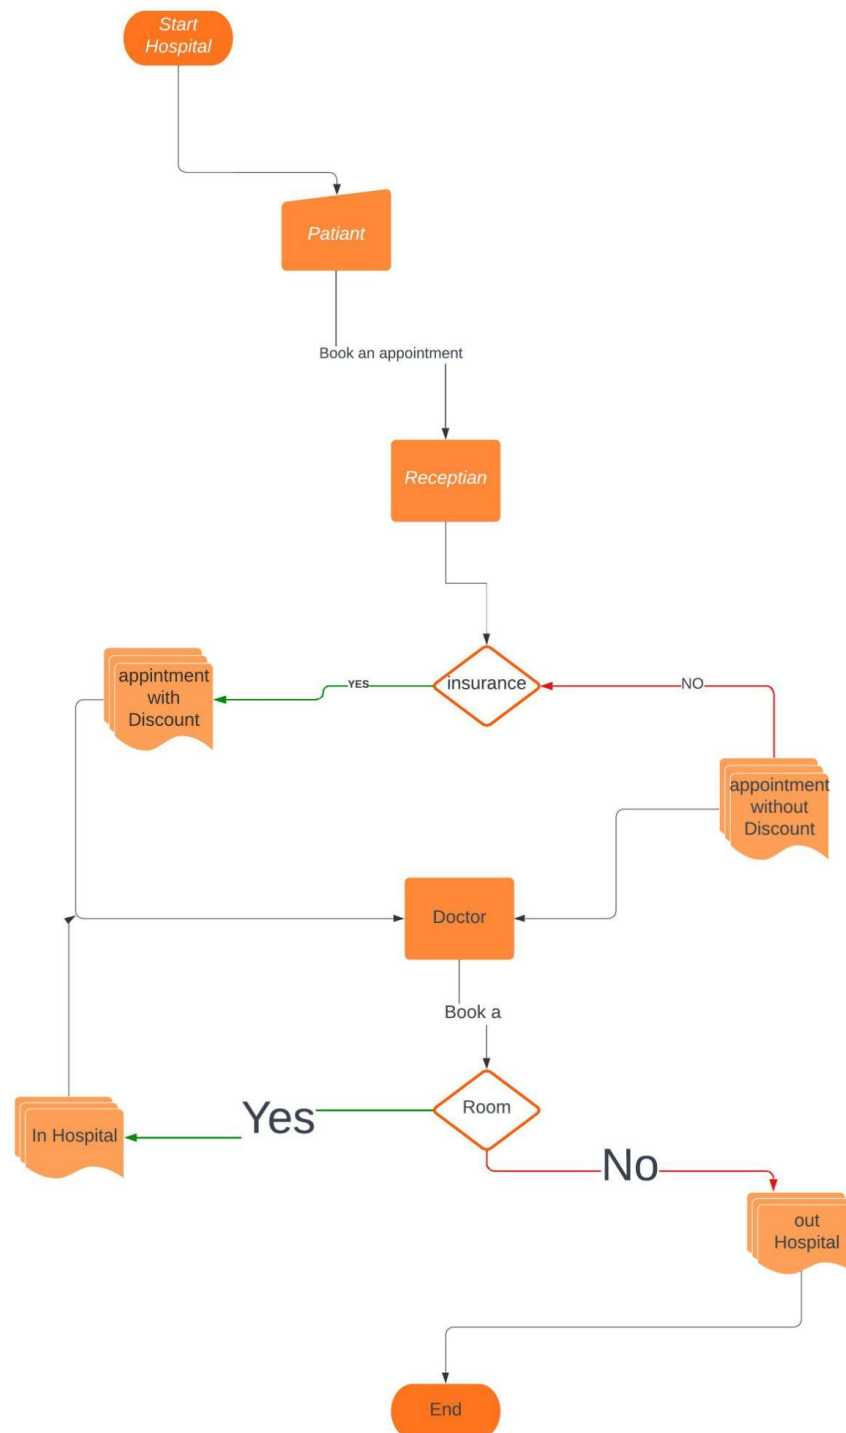 Start
Hospital
Patiant
Book an appointment
Receptian
insurance
YES
NO
appintment
with
Discount
appointment
without
Discount
Doctor
Book a
Room
Yes
In Hospital
No
out
Hospital
End